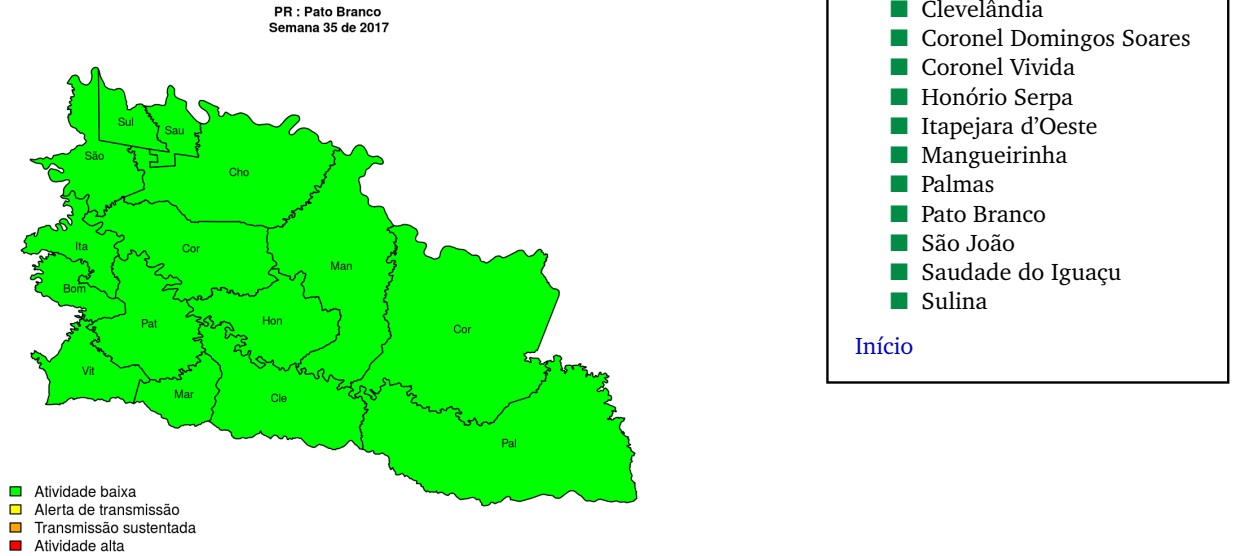 PR : Pato Branco
Semana 35 de 2017
Sul
Sau
São
Cho
Ita
Cor
Man
Bom
Pat
Hon
Cor
Vit
Mar
Cle
Pal
Atividade baixa
Alerta de transmissão
Transmissão sustentada
Atividade alta
Clevelândia
Coronel Domingos Soares
Coronel Vivida
Honório Serpa
Itapejara d'Oeste
Mangueirinha
Palmas
Pato Branco
São João
Saudade do Iguaçu
Sulina
Início